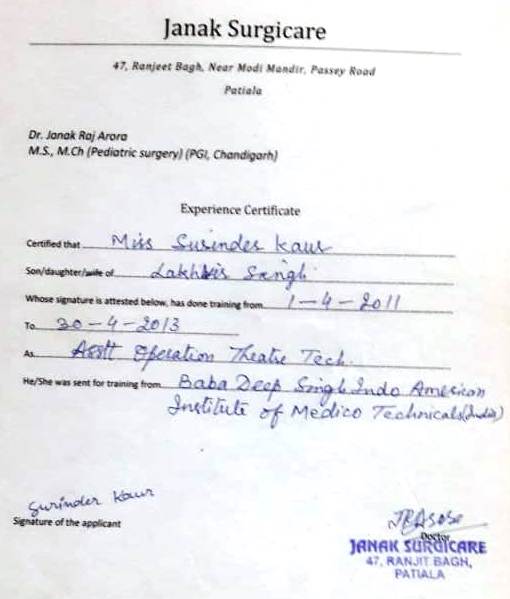 Janak Surgicare
47, Ranjeet Bagh, Near Modi Mandir, Passey Road
Patiala
Dr. Janak Raj Arora
M.S., M.Ch (Pediatric surgery) (PGI, Chandigarh)
Experience Certificate
Certified that Miss Surinder Kaur
Son/daughter/wife of Lakhbir Singh
Whose signature is attested below, has done training from 1-4-2011
To 30-4-2013
As Asstt Operation Theatre Tech.
He/She was sent for training from Baba Deep Singh Indo American
Institute of Medico Technicals (India)
Surinder Kaur
Signature of the applicant
Doctor
JANAK SURGICARE
47, RANJIT BAGH,
PATIALA